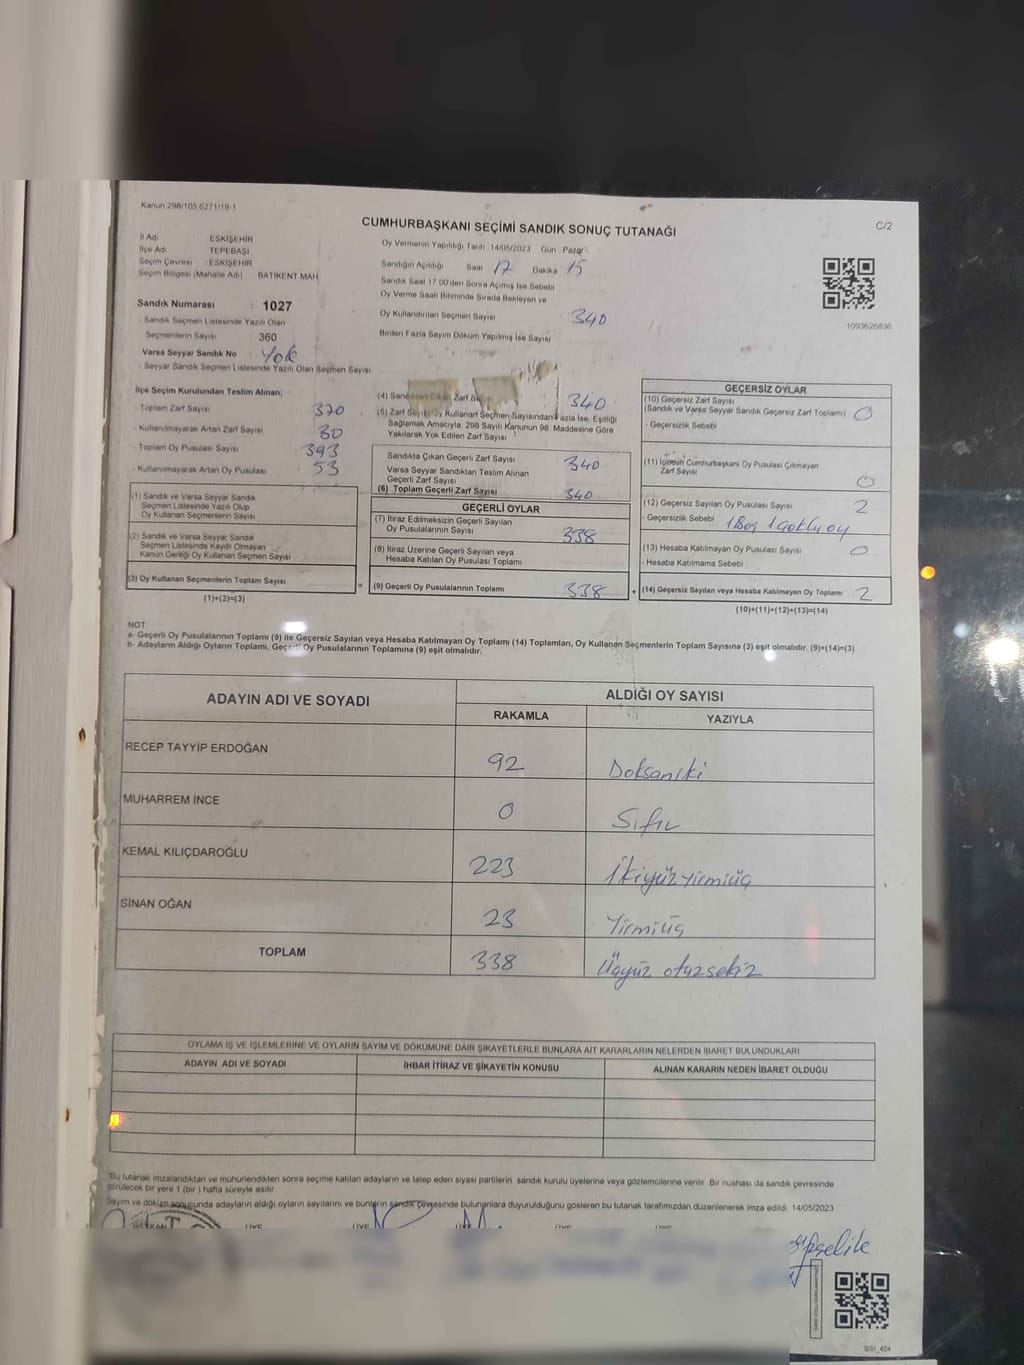 Kanun 298/105 6271/18-1
CUMHURBAŞKANI SEÇİMİ SANDIK SONUÇ TUTANAĞI
C/2
İl Adı : ESKİŞEHİR
İlçe Adı : TEPEBAŞI
Seçim Çevresi : ESKİŞEHİR
Seçim Bölgesi (Mahalle Adı) BATIKENT MAH
Sandık Numarası : 1027
- Sandık Seçmen Listesinde Yazılı Olan
Seçmenlerin Sayısı : 360
Varsa Seyyar Sandık No : Yok
- Seyyar Sandık Seçmen Listesinde Yazılı Olan Seçmen Sayısı
Oy Vermenin Yapıldığı Tarih 14/05/2023 Gün Pazar
Sandığın Açıldığı Saat 17 Dakika 15
Sandık Saat 17.00'den Sonra Açılmış İse Sebebi
Oy Verme Saati Bitiminde Sırada Bekleyen ve
Oy Kullandırılan Seçmen Sayısı 340
Birden Fazla Sayım Döküm Yapılmış İse Sayısı
1093626836
İlçe Seçim Kurulundan Teslim Alınan;
- Toplam Zarf Sayısı 370
- Kullanılmayarak Artan Zarf Sayısı 30
- Toplam Oy Pusulası Sayısı 393
- Kullanılmayarak Artan Oy Pusulası 53
(1) Sandık ve Varsa Seyyar Sandık
Seçmen Listesinde Yazılı Olup
Oy Kullanan Seçmenlerin Sayısı
(2) Sandık ve Varsa Seyyar Sandık
Seçmen Listesinde Kayıtlı Olmayan
Kanun Gereği Oy Kullanan Seçmen Sayısı
(3) Oy Kullanan Seçmenlerin Toplam Sayısı =
(1)+(2)=(3)
(4) 340
(5) Zarf Sayısı Oy Kullanan Seçmen Sayısından Fazla İse, Eşitliği
Sağlamak Amacıyla, 298 Sayılı Kanunun 98. Maddesine Göre
Yakılarak Yok Edilen Zarf Sayısı
Sandıkla Çıkan Geçerli Zarf Sayısı 340
Varsa Seyyar Sandıktan Teslim Alınan
Geçerli Zarf Sayısı
(6) Toplam Geçerli Zarf Sayısı 340
GEÇERLİ OYLAR
(7) İtiraz Edilmeksizin Geçerli Sayılan
Oy Pusulalarının Sayısı 338
(8) İtiraz Üzerine Geçerli Sayılan veya
Hesaba Katılan Oy Pusulası Toplamı
(9) Geçerli Oy Pusulalarının Toplamı 338 +
GEÇERSİZ OYLAR
(10) Geçersiz Zarf Sayısı
(Sandık ve Varsa Seyyar Sandık Geçersiz Zarf Toplamı) 0
- Geçersizlik Sebebi
(11) İçinden Cumhurbaşkanı Oy Pusulası Çıkmayan
Zarf Sayısı 0
(12) Geçersiz Sayılan Oy Pusulası Sayısı 2
- Geçersizlik Sebebi 1 Boş 1 Çoklu oy
(13) Hesaba Katılmayan Oy Pusulası Sayısı 0
- Hesaba Katılmama Sebebi
(14) Geçersiz Sayılan veya Hesaba Katılmayan Oy Toplamı 2
(10)+(11)+(12)+(13)=(14)
NOT:
a- Geçerli Oy Pusulalarının Toplamı (9) ile Geçersiz Sayılan veya Hesaba Katılmayan Oy Toplamı (14) Toplamları, Oy Kullanan Seçmenlerin Toplam Sayısına (3) eşit olmalıdır. (9)+(14)=(3)
b- Adayların Aldığı Oyların Toplamı, Geçerli Oy Pusulalarının Toplamına (9) eşit olmalıdır.
ADAYIN ADI VE SOYADI
ALDIĞI OY SAYISI
RAKAMLA YAZIYLA
RECEP TAYYİP ERDOĞAN 92 Doksaniki
MUHARREM İNCE 0 Sıfır
KEMAL KILIÇDAROĞLU 223 İkiyüzyirmiüç
SİNAN OĞAN 23 Yirmiüç
TOPLAM 338 Üçyüz otuzsekiz
OYLAMA İŞ VE İŞLEMLERİNE VE OYLARIN SAYIM VE DÖKÜMÜNE DAİR ŞİKAYETLERLE BUNLARA AİT KARARLARIN NELERDEN İBARET BULUNDUKLARI
ADAYIN ADI VE SOYADI İHBAR İTİRAZ VE ŞİKAYETİN KONUSU ALINAN KARARIN NEDEN İBARET OLDUĞU
*Bu tutanak imzalandıktan ve mühürlendikten sonra seçime katılan adayların ve talep eden siyasi partilerin sandık kurulu üyelerine veya gözlemcilerine verilir. Bir nüshası da sandık çevresinde
görülecek bir yere 1 (bir) hafta süreyle asılır.
Sayım ve döküm sonucunda adayların aldığı oyların sayılarını ve bunların sandık çevresinde bulunanlara duyurulduğunu gösteren bu tutanak tarafımızdan düzenlenerek imza edildi. 14/05/2023
BAŞKAN ÜYE ÜYE ÜYE ÜYE ÜYE
SSİ_404